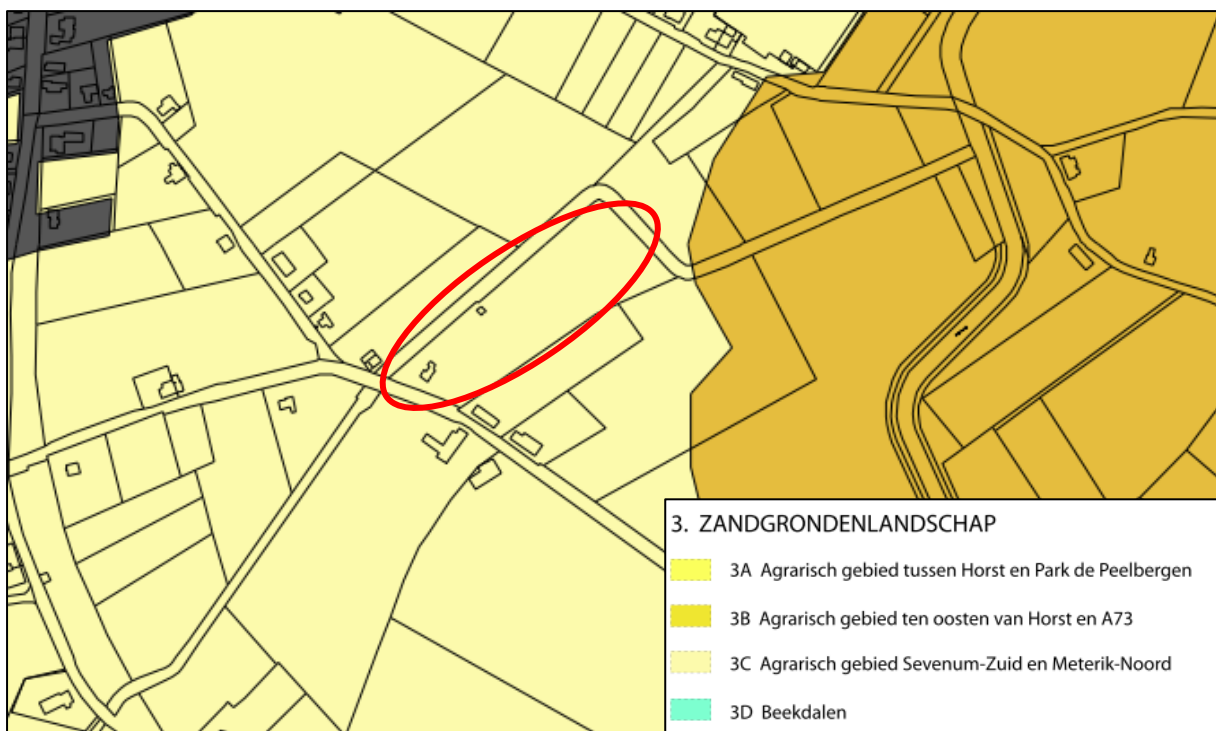 3. ZANDGRONDENLANDSCHAP
3A Agrarisch gebied tussen Horst en Park de Peelbergen
3B Agrarisch gebied ten oosten van Horst en A73
3C Agrarisch gebied Sevenum-Zuid en Meterik-Noord
3D Beekdalen